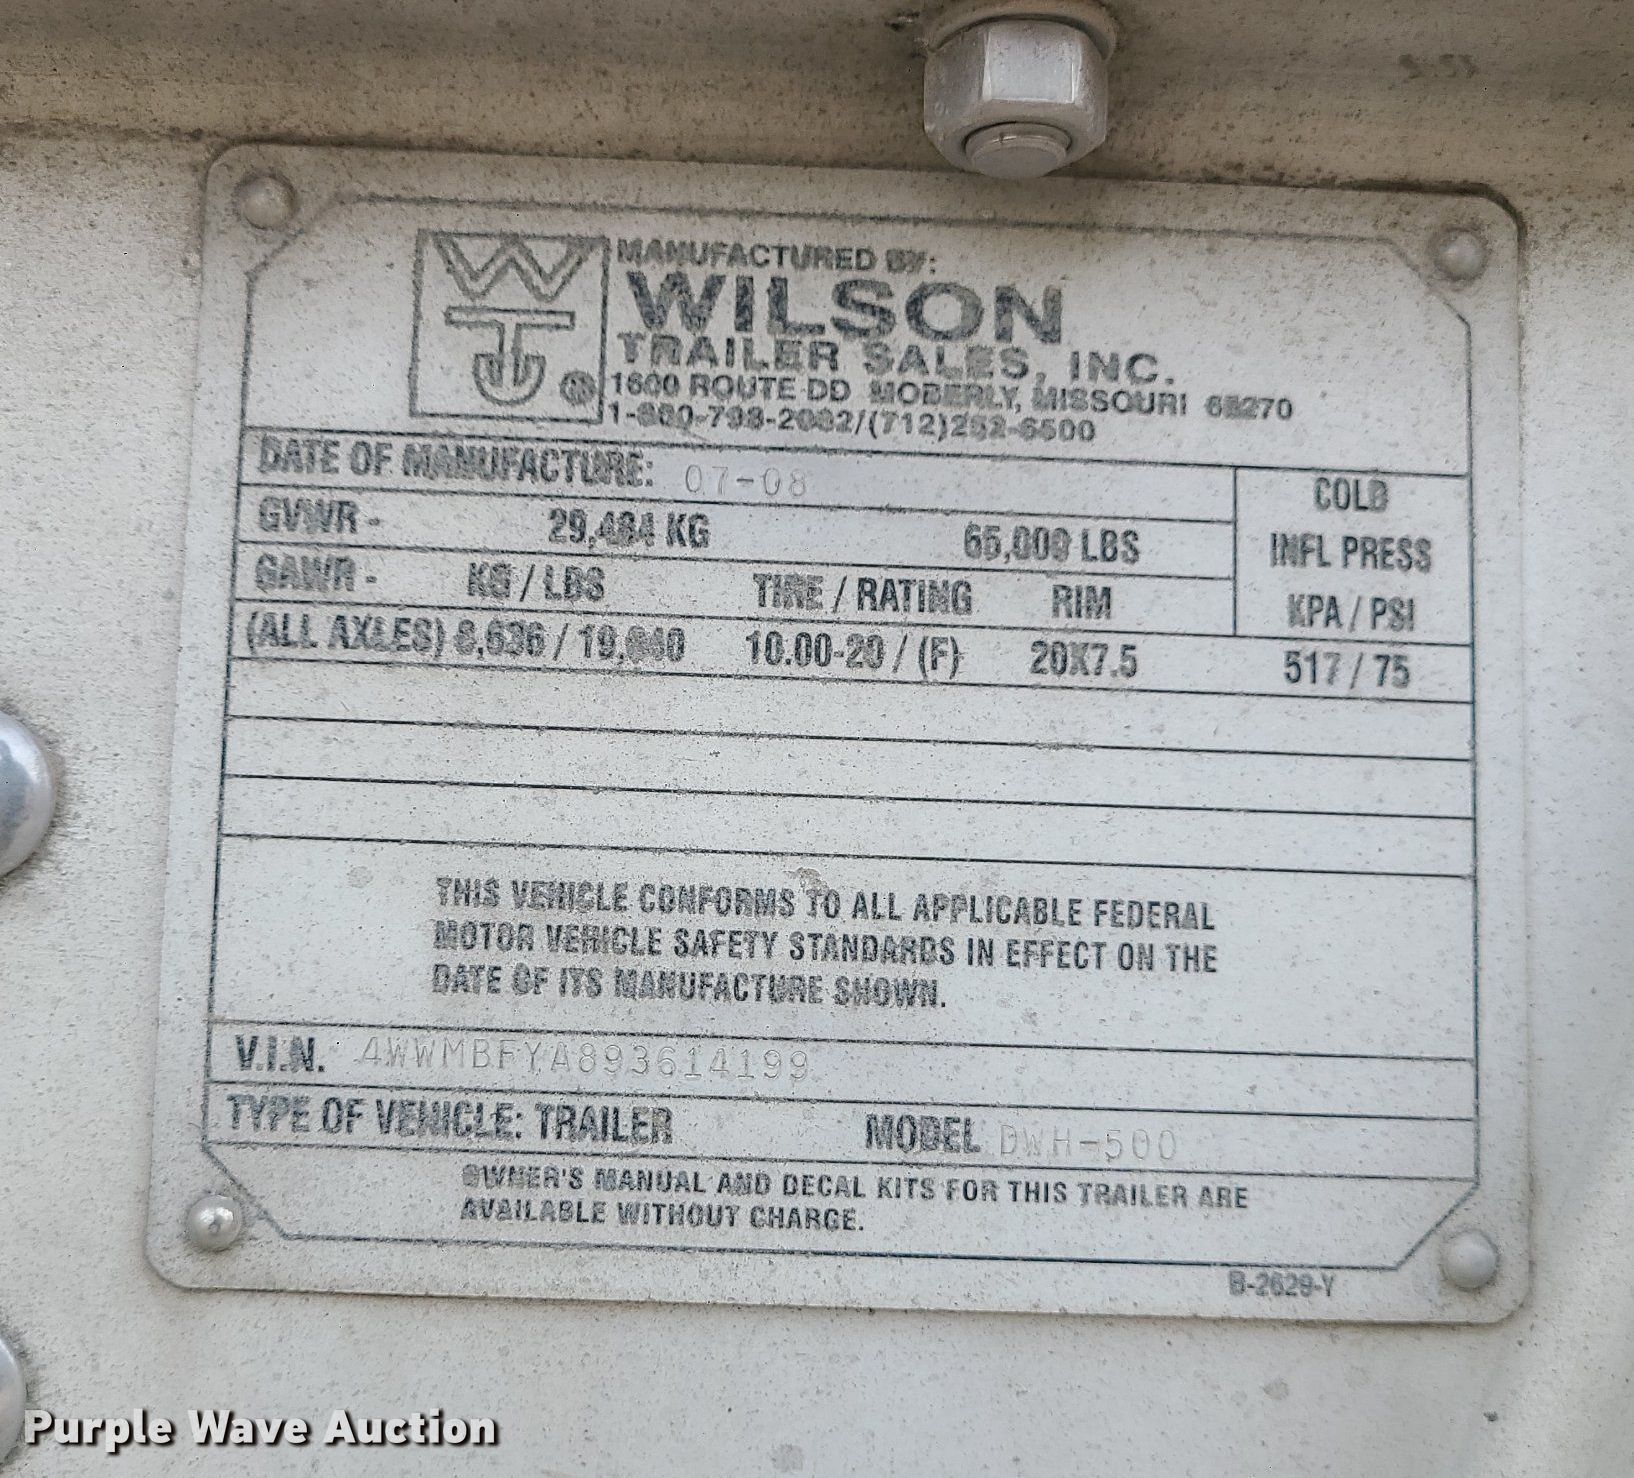 WTJ®
MANUFACTURED BY:
WILSON
TRAILER SALES, INC.
1600 ROUTE DD MOBERLY, MISSOURI 65270
1-800-798-2002/(712)252-6500
DATE OF MANUFACTURE: 07-08
COLD
INFL PRESS
KPA / PSI
GVWR - 29,484 KG 65,000 LBS
GAWR - KG / LBS TIRE / RATING RIM
(ALL AXLES) 8,636 / 19,040 10.00-20 / (F) 20X7.5 517 / 75
THIS VEHICLE CONFORMS TO ALL APPLICABLE FEDERAL
MOTOR VEHICLE SAFETY STANDARDS IN EFFECT ON THE
DATE OF ITS MANUFACTURE SHOWN.
V.I.N. 4WWMBFYA893614199
TYPE OF VEHICLE: TRAILER MODEL DWH-500
OWNER'S MANUAL AND DECAL KITS FOR THIS TRAILER ARE
AVAILABLE WITHOUT CHARGE.
B-2629-Y
Purple Wave Auction